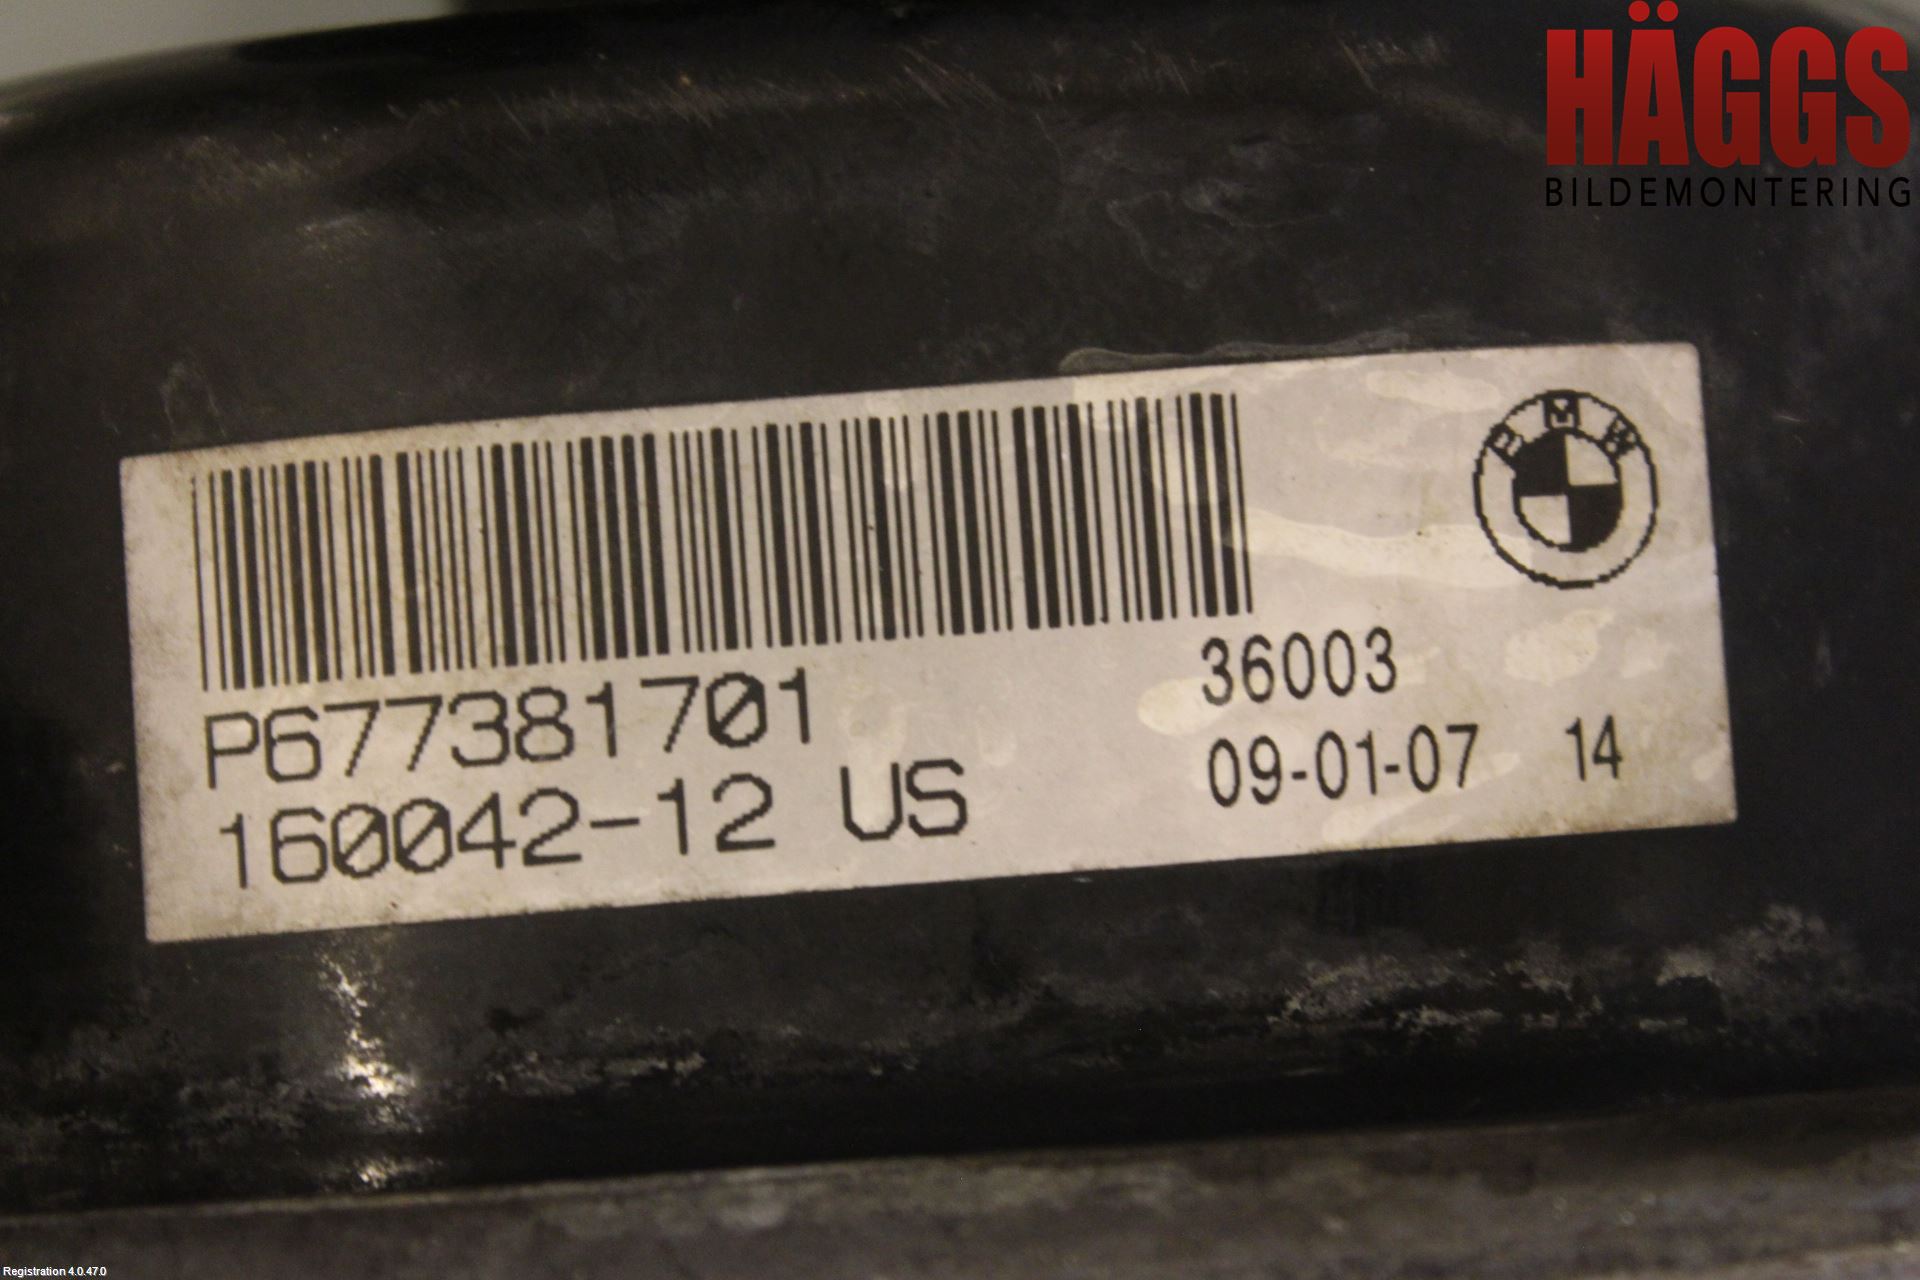 HÄGGS
BILDEMONTERING
BMW
P677381701
160042-12 US
36003
09-01-07 14
Registration 4.0.47.0